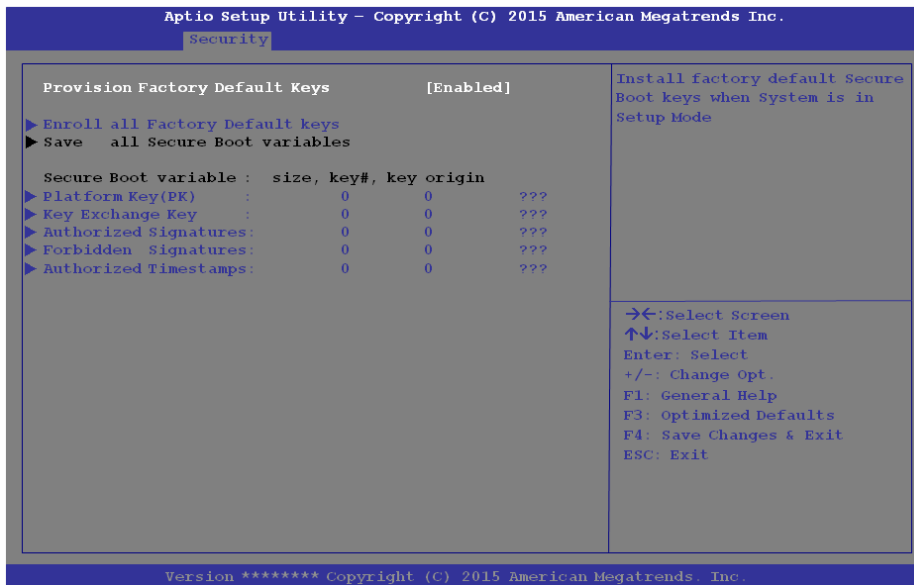 Aptio Setup Utility – Copyright (C) 2015 American Megatrends Inc.
Security
Provision Factory Default Keys [Enabled]
Enroll all Factory Default keys
Save all Secure Boot variables
Secure Boot variable : size, key#, key origin
Platform Key(PK) : 0 0 ???
Key Exchange Key : 0 0 ???
Authorized Signatures: 0 0 ???
Forbidden Signatures: 0 0 ???
Authorized Timestamps: 0 0 ???
Install factory default Secure
Boot keys when System is in
Setup Mode
→←:Select Screen
↑↓:Select Item
Enter: Select
+/-: Change Opt.
F1: General Help
F3: Optimized Defaults
F4: Save Changes & Exit
ESC: Exit
Version ******** Copyright (C) 2015 American Megatrends. Inc.